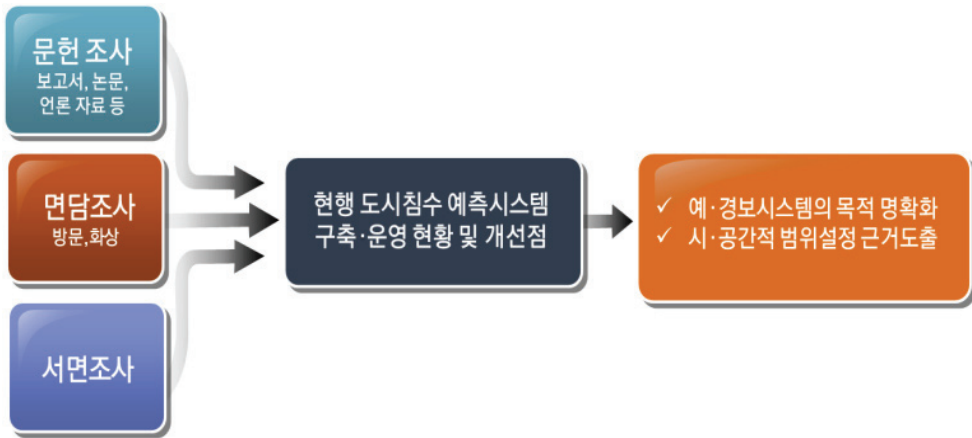 문헌 조사
보고서, 논문,
언론 자료 등
면담조사
방문,화상
서면조사
현행 도시침수 예측시스템
구축·운영 현황 및 개선점
✓ 예·경보시스템의 목적 명확화
✓ 시·공간적 범위설정 근거도출